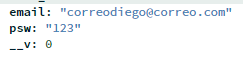 email: "correodiego@correo.com"
psw: "123"
__v: 0